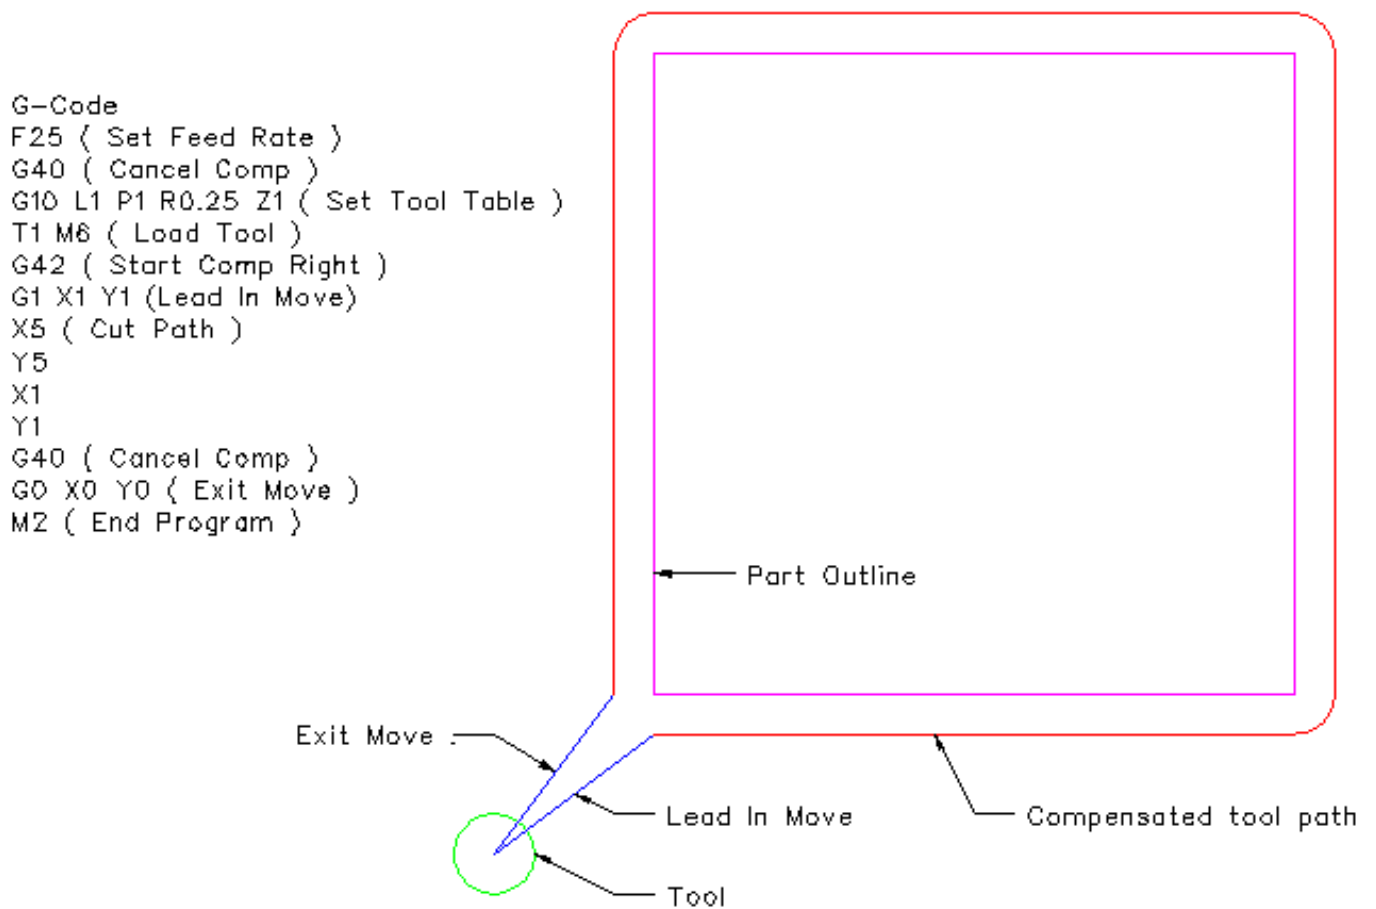 G-Code
F25 ( Set Feed Rate )
G40 ( Cancel Comp )
G10 L1 P1 R0.25 Z1 ( Set Tool Table )
T1 M6 ( Load Tool )
G42 ( Start Comp Right )
G1 X1 Y1 (Lead In Move)
X5 ( Cut Path )
Y5
X1
Y1
G40 ( Cancel Comp )
G0 X0 Y0 ( Exit Move )
M2 ( End Program )
Part Outline
Exit Move
Lead In Move
Compensated tool path
Tool